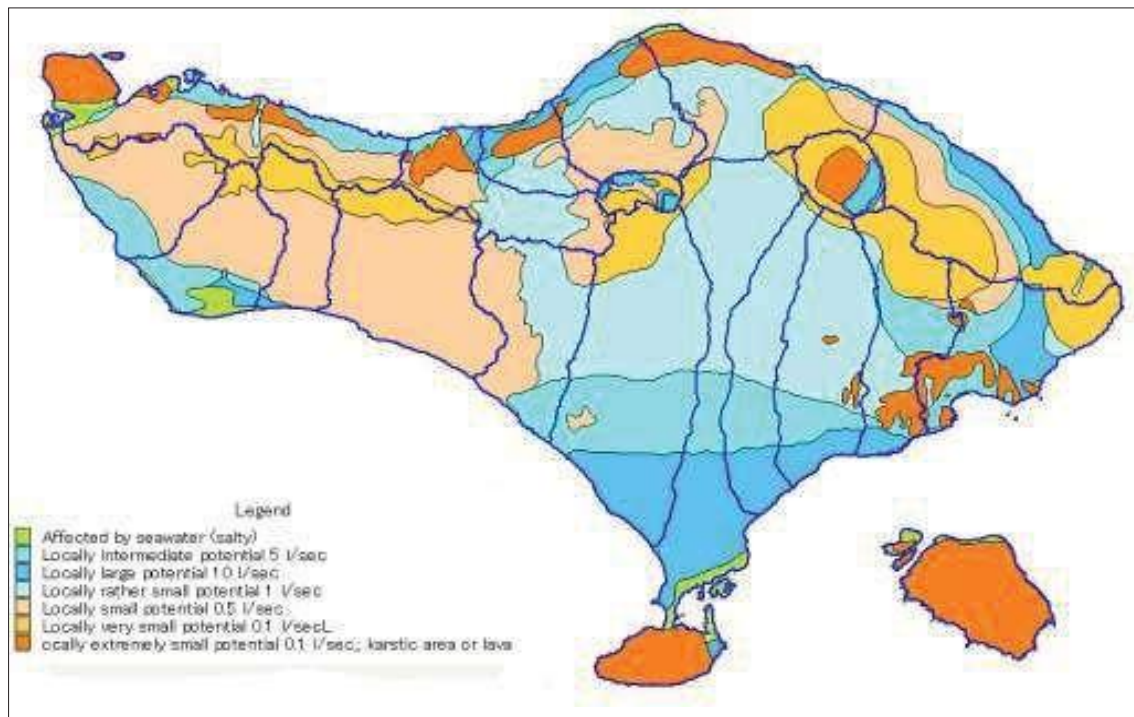 Legend
Affected by seawater (salty)
Locally Intermediate potential 5 l/sec
Locally large potential 10 l/sec
Locally rather small potential 1 l/sec
Locally small potential 0.5 l/sec
Locally very small potential 0.1 l/secL
ocally extremely small potential 0.1 l/sec,; karstic area or lava